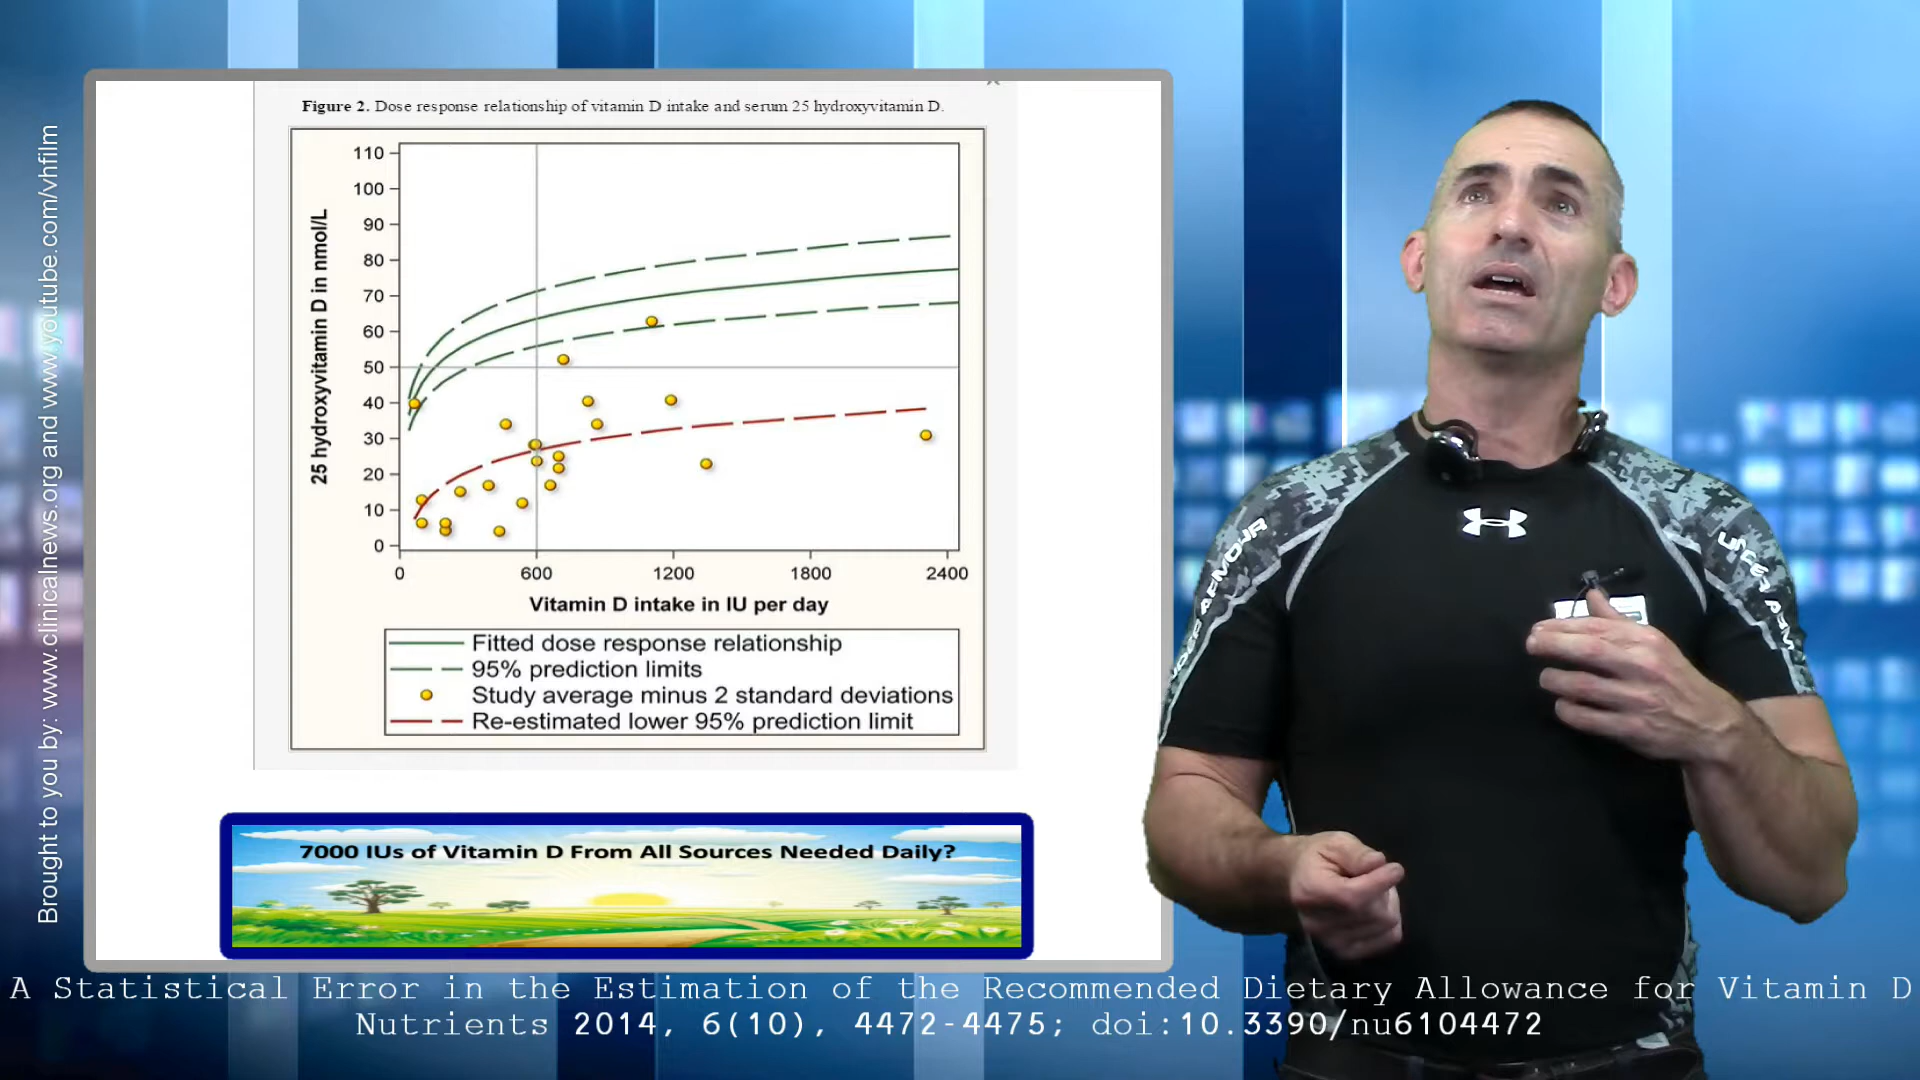 Brought to you by: www.clinicalnews.org and www.youtube.com/vhfilm
Figure 2. Dose response relationship of vitamin D intake and serum 25 hydroxyvitamin D.
25 hydroxyvitamin D in nmol/L
110
100
90
80
70
60
50
40
30
20
10
0
0 600 1200 1800 2400
Vitamin D intake in IU per day
Fitted dose response relationship
95% prediction limits
Study average minus 2 standard deviations
Re-estimated lower 95% prediction limit
7000 IUs of Vitamin D From All Sources Needed Daily?
UNDER ARMOUR
UNDER ARM
A Statistical Error in the Estimation of the Recommended Dietary Allowance for Vitamin D
Nutrients 2014, 6(10), 4472-4475; doi:10.3390/nu6104472